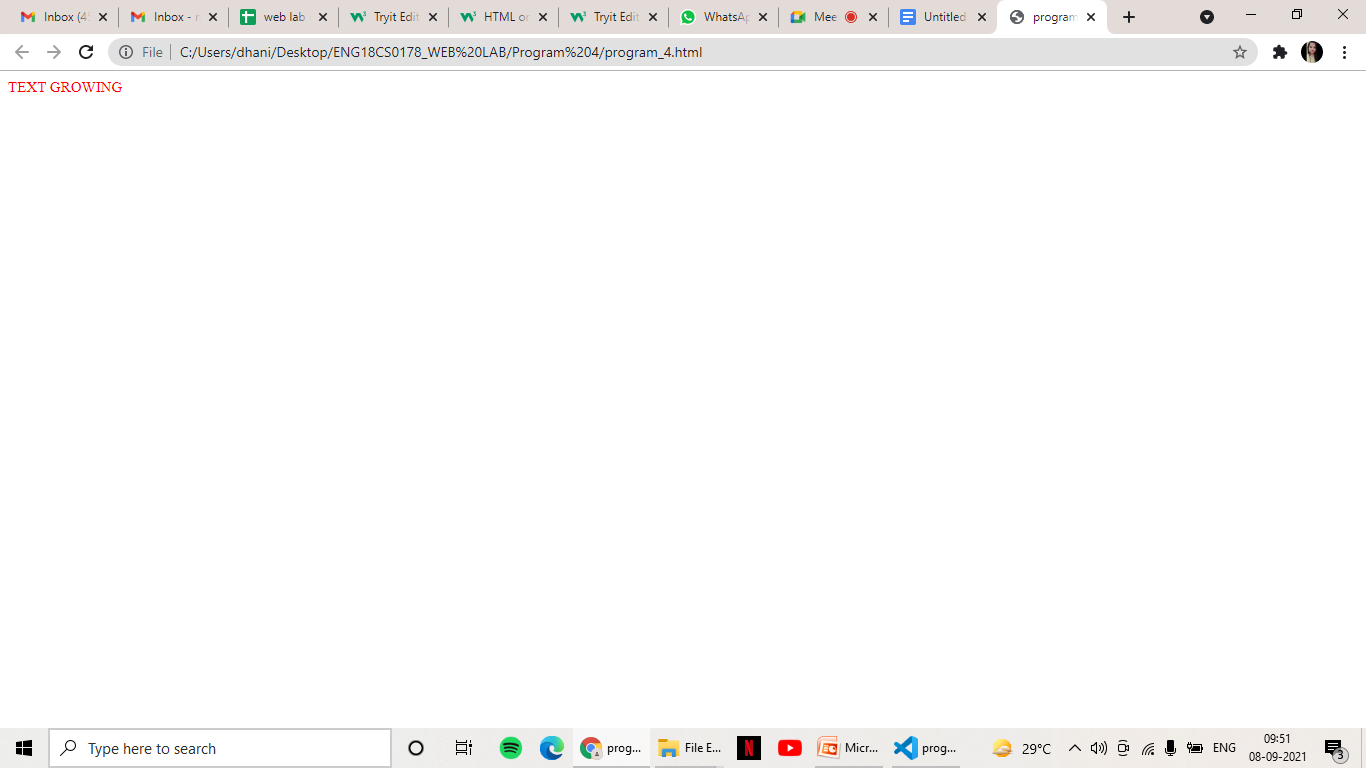 Inbox (4
Inbox - r
web lab
Tryit Edit
HTML or
Tryit Edit
WhatsAp
Mee
Untitled
program
File
C:/Users/dhani/Desktop/ENG18CS0178_WEB%20LAB/Program%204/program_4.html
TEXT GROWING
Type here to search
prog...
File E...
N
Micr...
prog...
29°C
ENG
09:51
08-09-2021
3